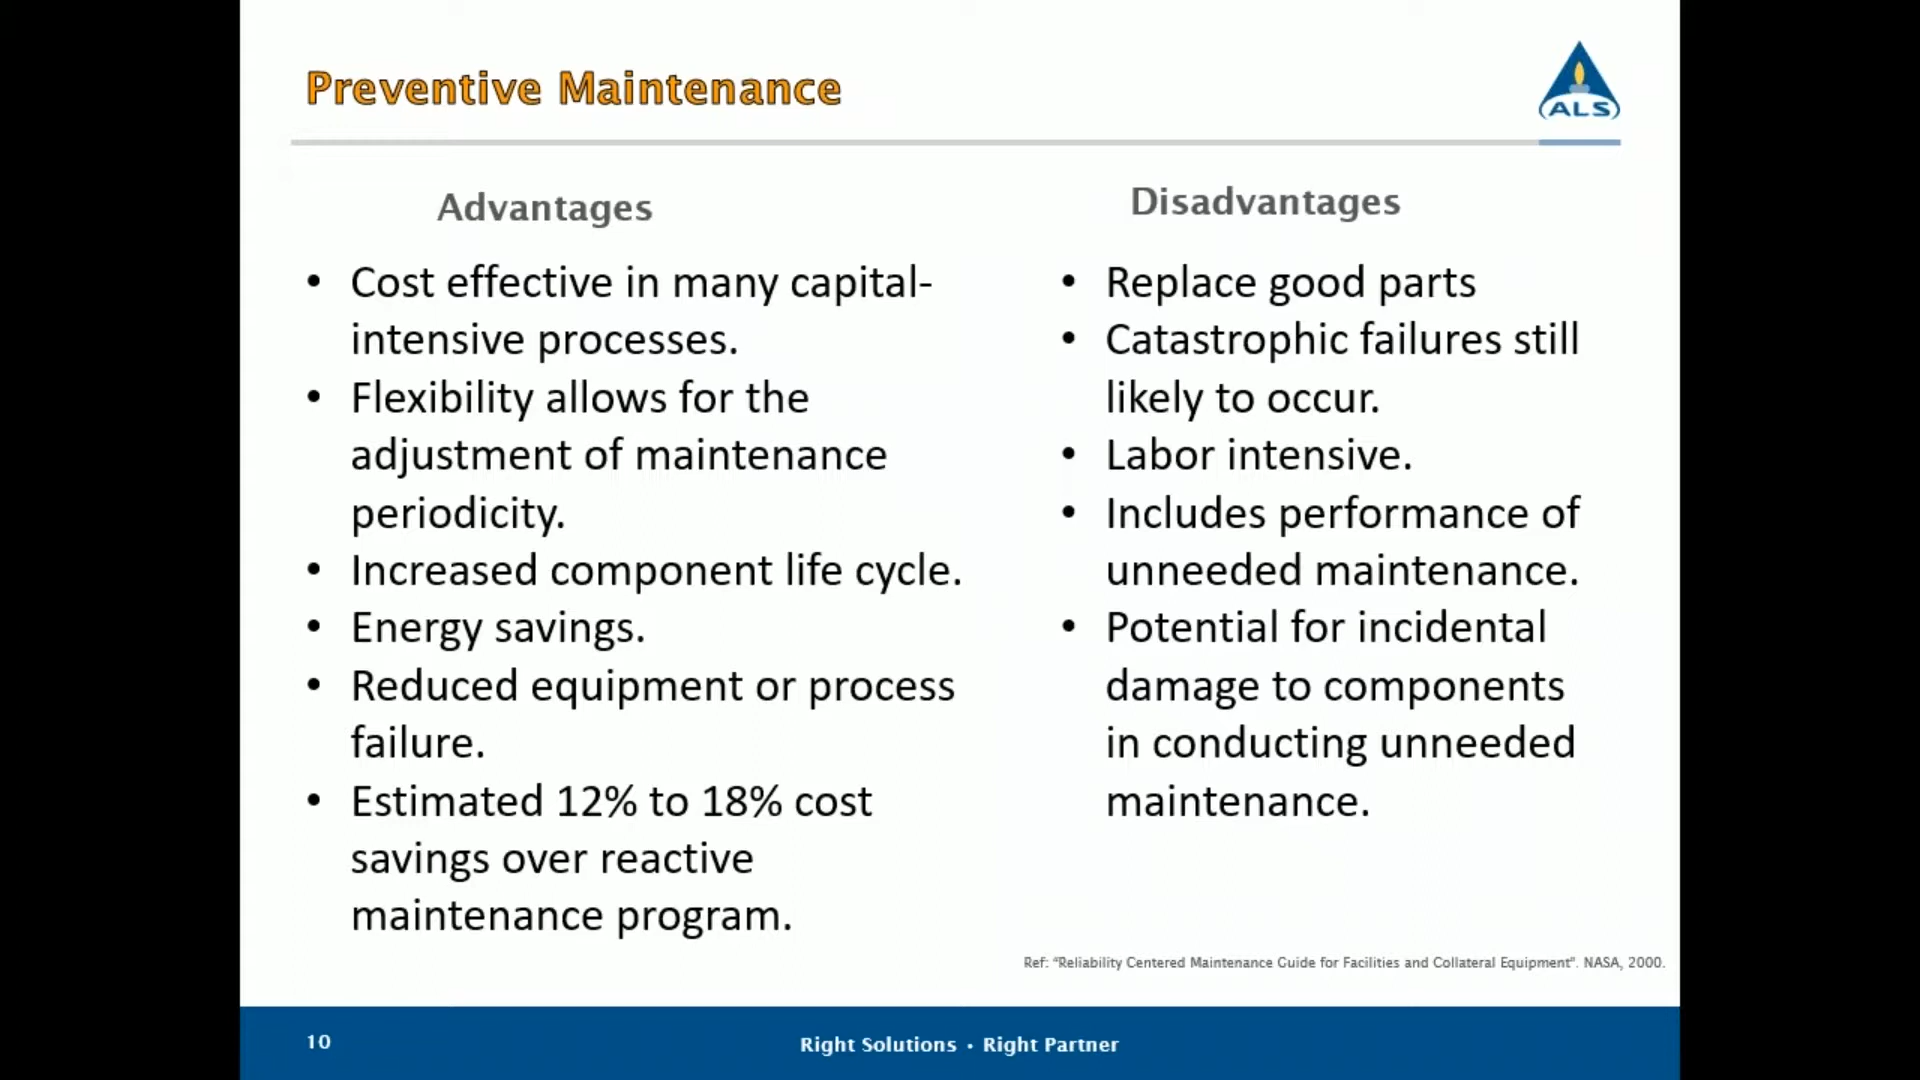 Preventive Maintenance
ALS
Advantages
• Cost effective in many capital-
intensive processes.
• Flexibility allows for the
adjustment of maintenance
periodicity.
• Increased component life cycle.
• Energy savings.
• Reduced equipment or process
failure.
• Estimated 12% to 18% cost
savings over reactive
maintenance program.
Disadvantages
• Replace good parts
• Catastrophic failures still
likely to occur.
• Labor intensive.
• Includes performance of
unneeded maintenance.
• Potential for incidental
damage to components
in conducting unneeded
maintenance.
Ref: “Reliability Centered Maintenance Guide for Facilities and Collateral Equipment”. NASA, 2000.
10
Right Solutions • Right Partner